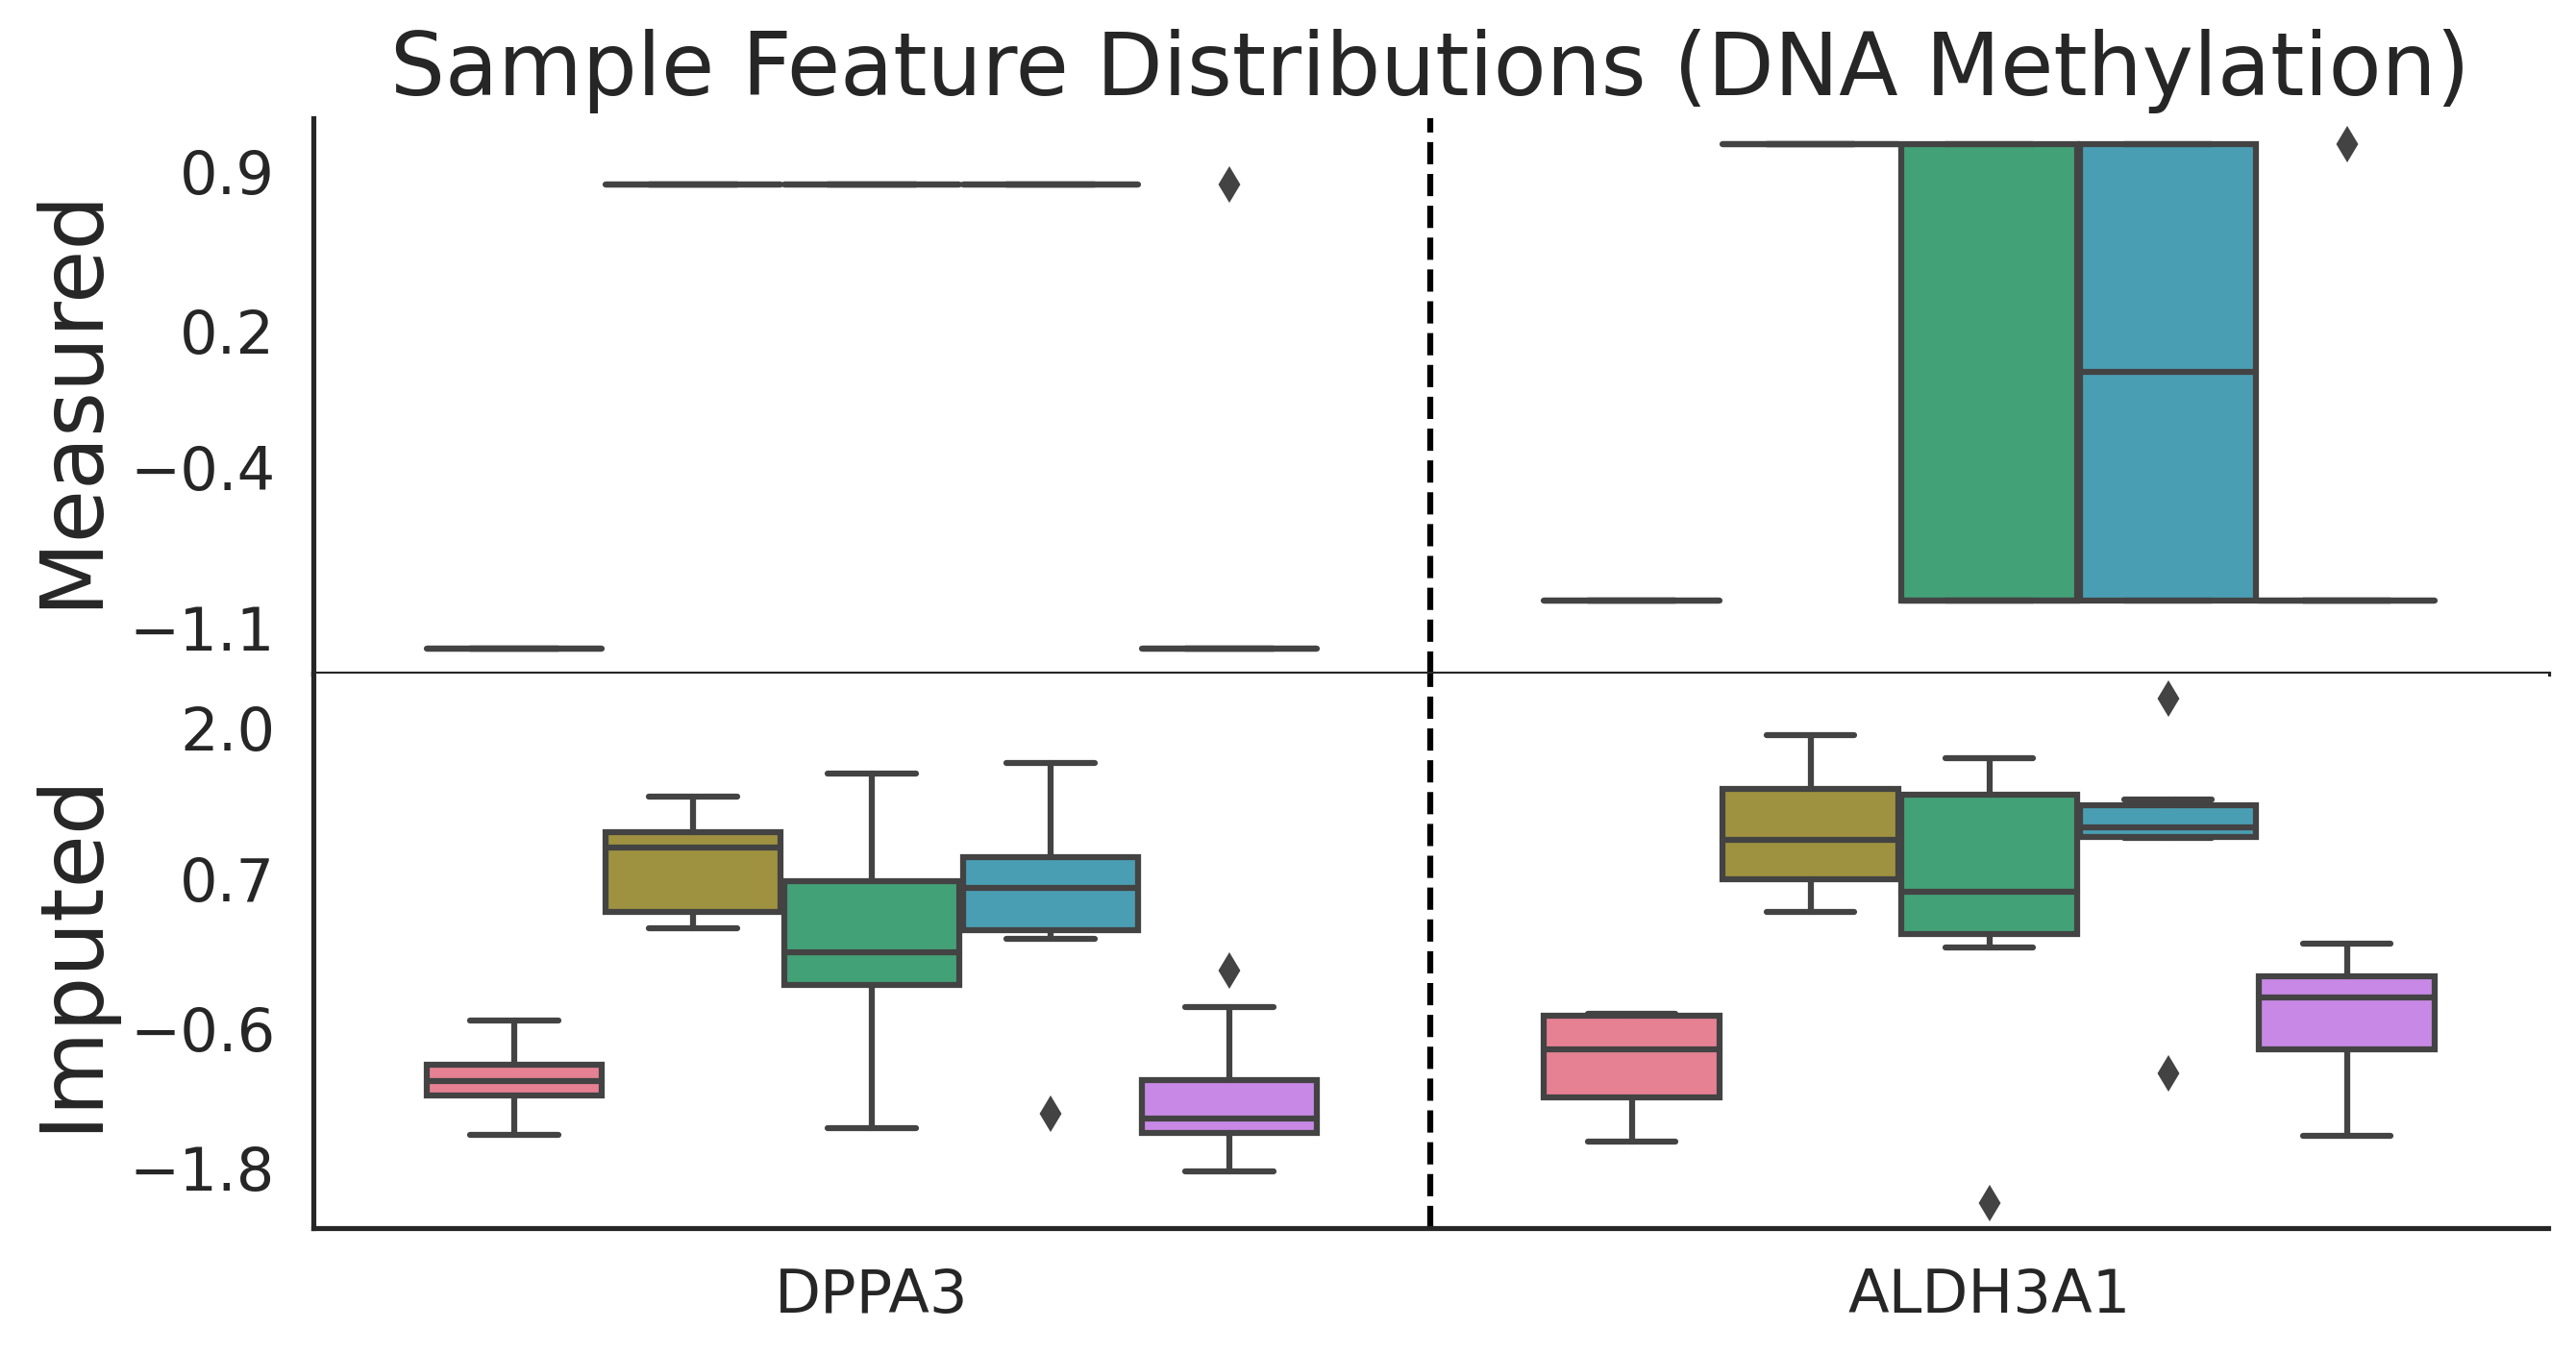 Sample Feature Distributions (DNA Methylation)
Measured
0.9
0.2
−0.4
−1.1
Imputed
2.0
0.7
−0.6
−1.8
DPPA3
ALDH3A1